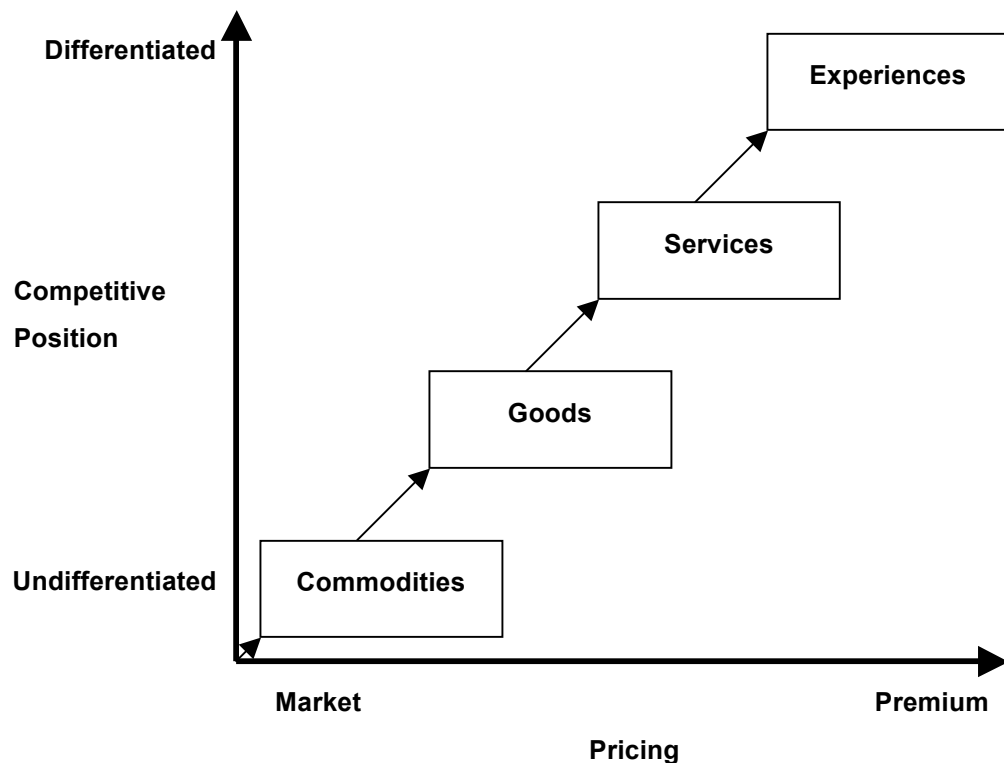 Differentiated
Experiences
Services
Competitive
Position
Goods
Undifferentiated
Commodities
Market
Premium
Pricing